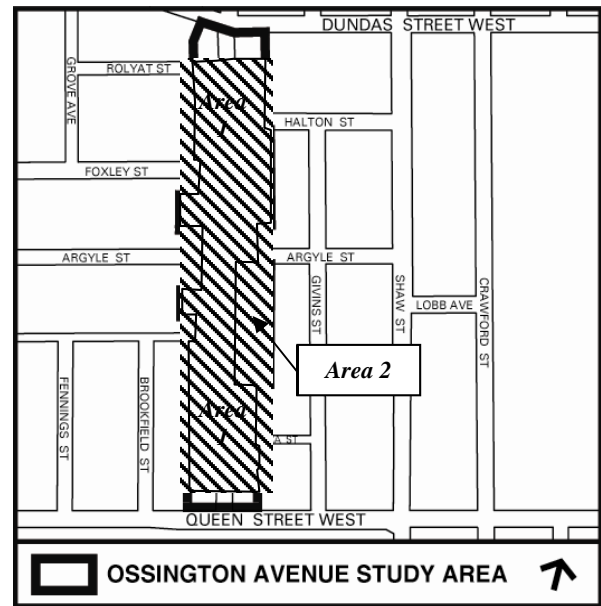 DUNDAS STREET WEST
GROVE AVE
ROLYAT ST
Area
1
HALTON ST
FOXLEY ST
ARGYLE ST
ARGYLE ST
GIVINS ST
SHAW ST
LOBB AVE
CRAWFORD ST
Area 2
FENNINGS ST
BROOKFIELD ST
Area
A ST
QUEEN STREET WEST
OSSINGTON AVENUE STUDY AREA